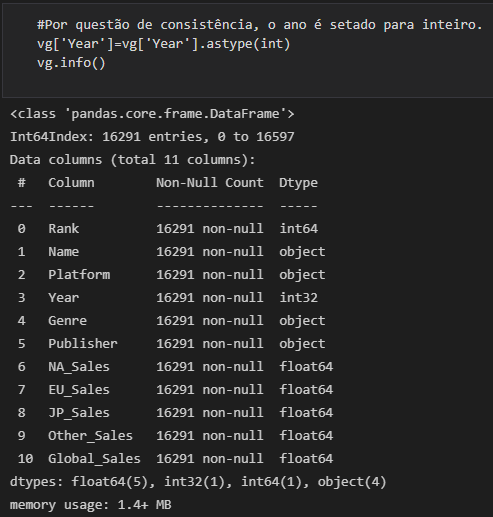 #Por questão de consistência, o ano é setado para inteiro.
vg['Year']=vg['Year'].astype(int)
vg.info()
<class 'pandas.core.frame.DataFrame'>
Int64Index: 16291 entries, 0 to 16597
Data columns (total 11 columns):
 #   Column        Non-Null Count  Dtype
---  ------        --------------  -----
 0   Rank          16291 non-null  int64
 1   Name          16291 non-null  object
 2   Platform      16291 non-null  object
 3   Year          16291 non-null  int32
 4   Genre         16291 non-null  object
 5   Publisher     16291 non-null  object
 6   NA_Sales      16291 non-null  float64
 7   EU_Sales      16291 non-null  float64
 8   JP_Sales      16291 non-null  float64
 9   Other_Sales   16291 non-null  float64
 10  Global_Sales  16291 non-null  float64
dtypes: float64(5), int32(1), int64(1), object(4)
memory usage: 1.4+ MB